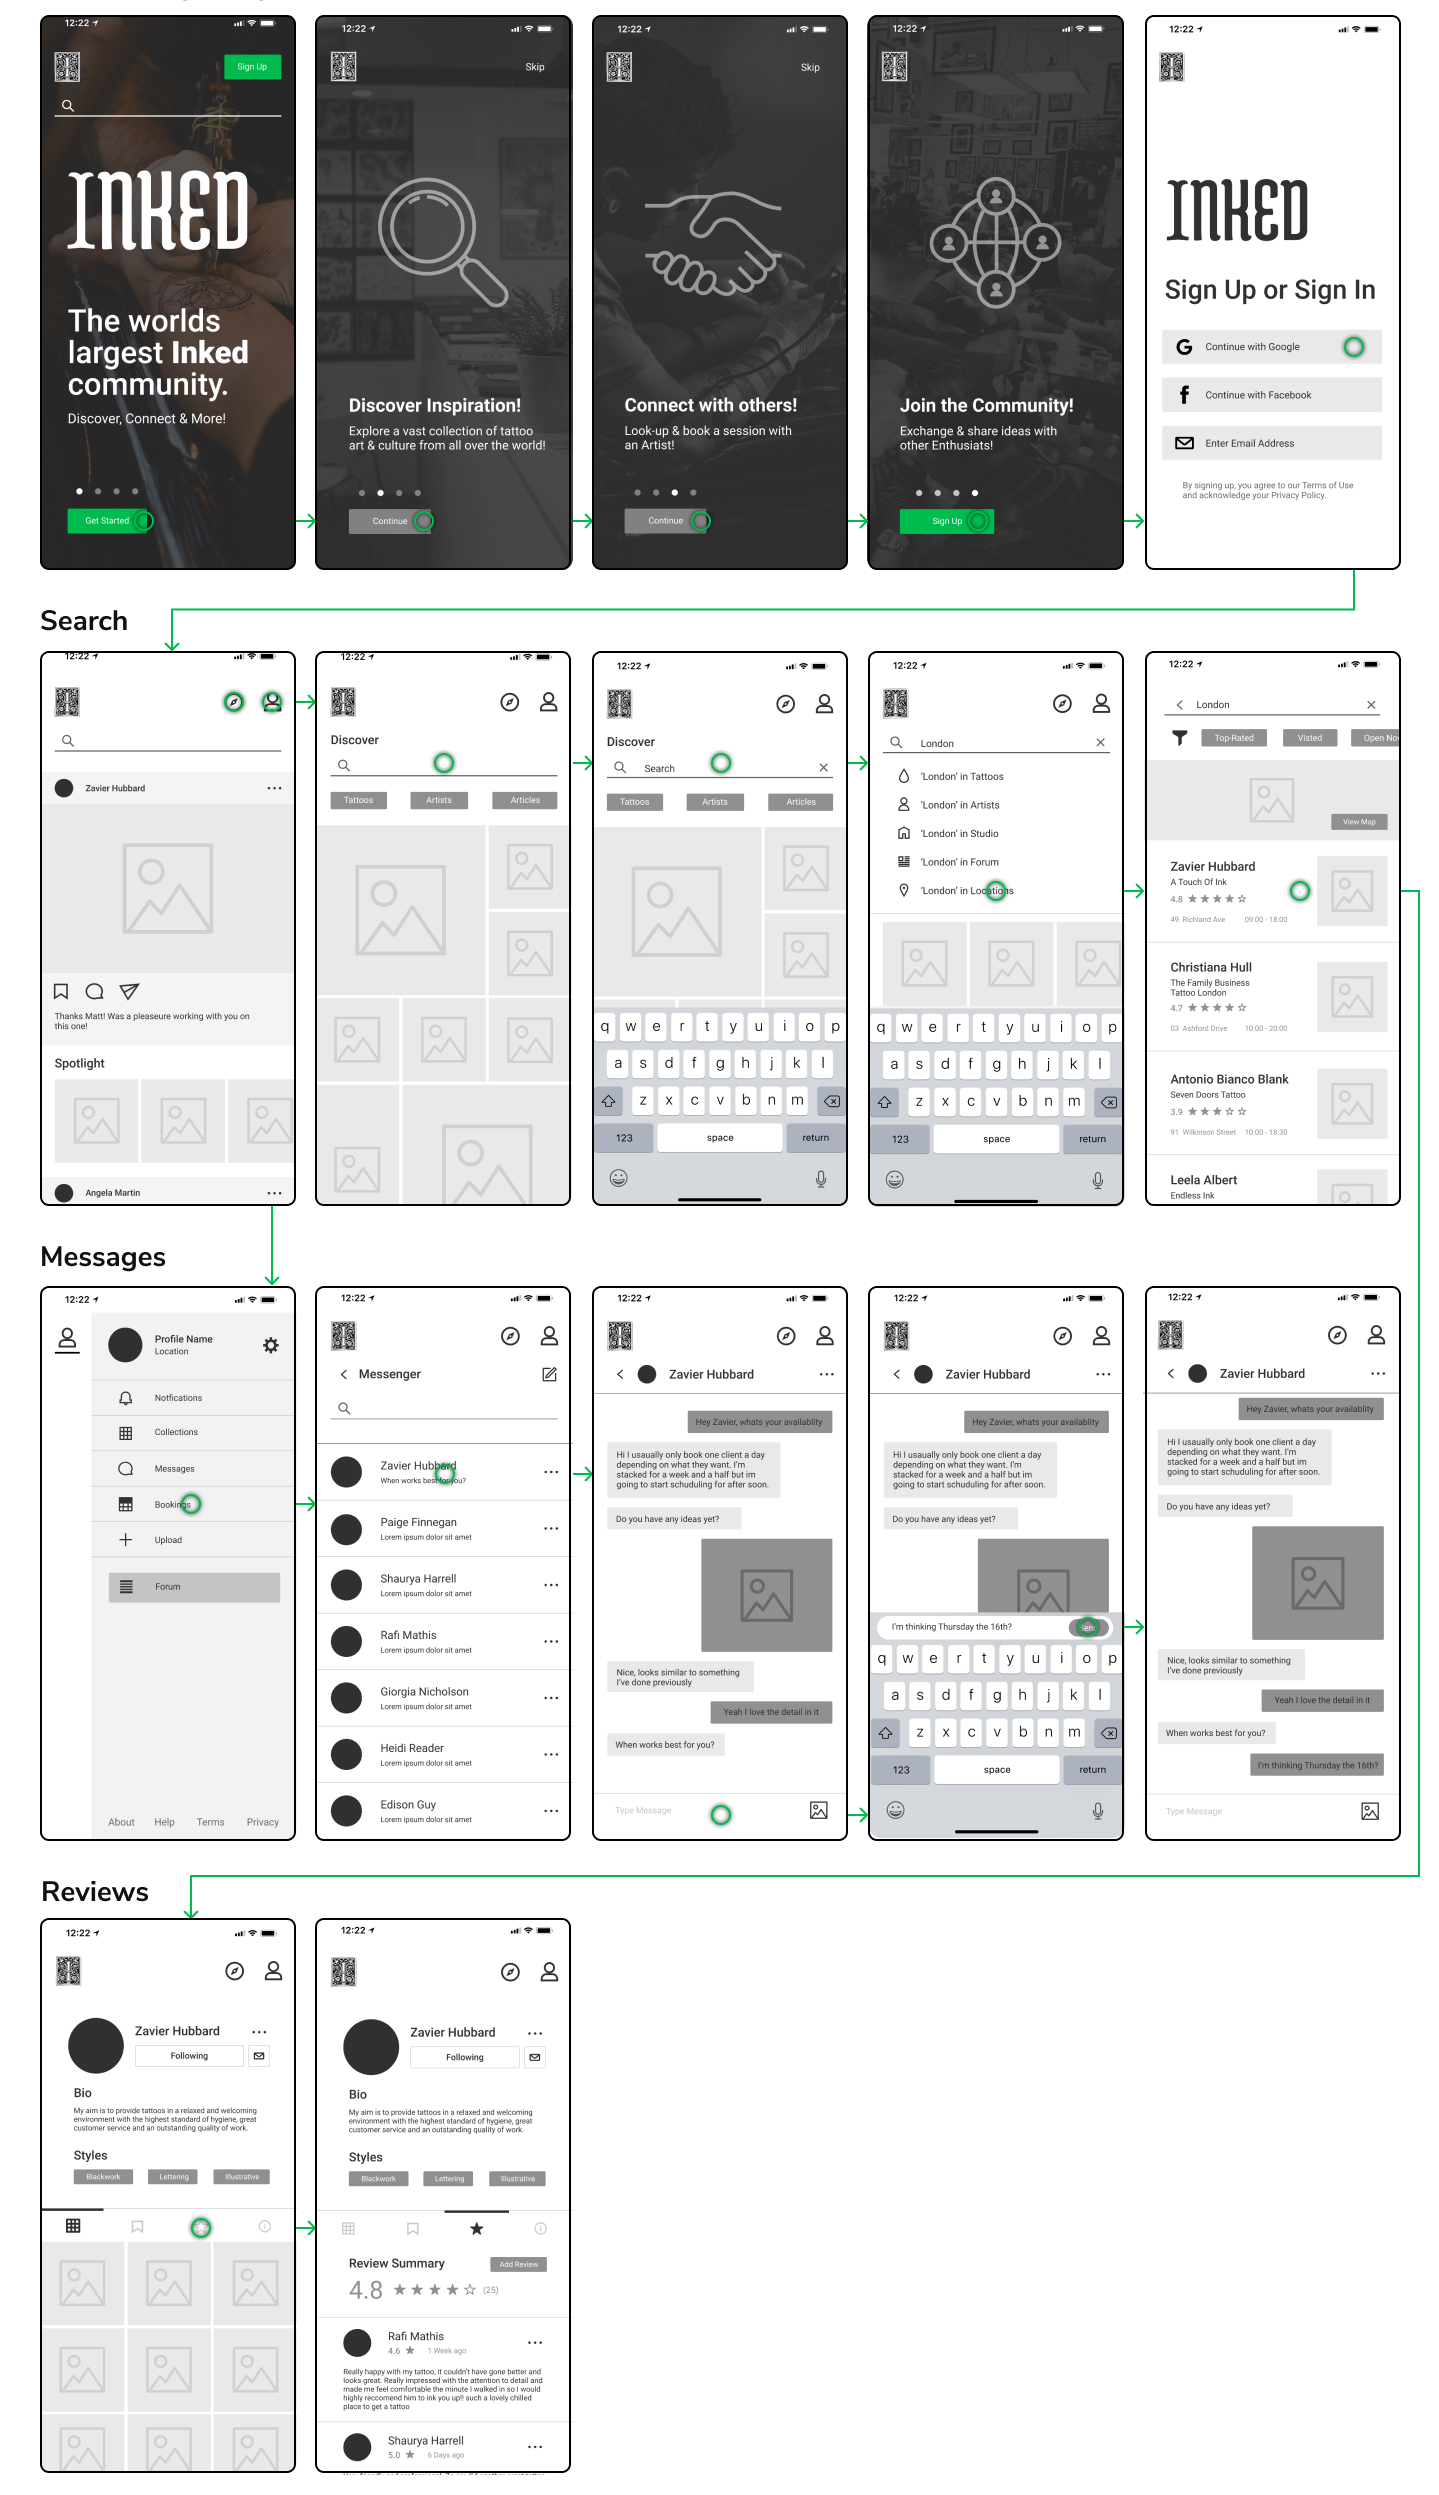 12:22
Sign Up
INKED
The worlds
largest Inked
community.
Discover, Connect & More!
Get Started
12:22
Skip
Discover Inspiration!
Explore a vast collection of tattoo
art & culture from all over the world!
Continue
12:22
Skip
Connect with others!
Look-up & book a session with
an Artist!
Continue
12:22
Join the Community!
Exchange & share ideas with
other Enthusiats!
Sign Up
12:22
INKED
Sign Up or Sign In
Continue with Google
Continue with Facebook
Enter Email Address
By signing up, you agree to our Terms of Use
and acknowledge your Privacy Policy.
Search
12:22
Zavier Hubbard
Thanks Matt! Was a pleaseure working with you on
this one!
Spotlight
Angela Martin
12:22
Discover
Tattoos Artists Articles
12:22
Discover
Search
Tattoos Artists Articles
q w e r t y u i o p
a s d f g h j k l
z x c v b n m
123 space return
12:22
London
'London' in Tattoos
'London' in Artists
'London' in Studio
'London' in Forum
'London' in Locations
q w e r t y u i o p
a s d f g h j k l
z x c v b n m
123 space return
12:22
London
Top-Rated Visted Open No
View Map
Zavier Hubbard
A Touch Of Ink
4.8
49 Richland Ave 09:00 - 18:00
Christiana Hull
The Family Business
Tattoo London
4.7
03 Ashford Drive 10:00 - 20:00
Antonio Bianco Blank
Seven Doors Tattoo
3.9
91 Wilkinson Street 10:00 - 18:30
Leela Albert
Endless Ink
Messages
12:22
Profile Name
Location
Notfications
Collections
Messages
Bookings
Upload
Forum
About Help Terms Privacy
12:22
Messenger
Zavier Hubbard
When works best for you?
Paige Finnegan
Lorem ipsum dolor sit amet
Shaurya Harrell
Lorem ipsum dolor sit amet
Rafi Mathis
Lorem ipsum dolor sit amet
Giorgia Nicholson
Lorem ipsum dolor sit amet
Heidi Reader
Lorem ipsum dolor sit amet
Edison Guy
Lorem ipsum dolor sit amet
12:22
Zavier Hubbard
Hey Zavier, whats your availablity
Hi I usaually only book one client a day
depending on what they want. I'm
stacked for a week and a half but im
going to start schuduling for after soon.
Do you have any ideas yet?
Nice, looks similar to something
I've done previously
Yeah I love the detail in it
When works best for you?
Type Message
12:22
Zavier Hubbard
Hey Zavier, whats your availablity
Hi I usaually only book one client a day
depending on what they want. I'm
stacked for a week and a half but im
going to start schuduling for after soon.
Do you have any ideas yet?
I'm thinking Thursday the 16th? Send
q w e r t y u i o p
a s d f g h j k l
z x c v b n m
123 space return
12:22
Zavier Hubbard
Hey Zavier, whats your availablity
Hi I usaually only book one client a day
depending on what they want. I'm
stacked for a week and a half but im
going to start schuduling for after soon.
Do you have any ideas yet?
Nice, looks similar to something
I've done previously
Yeah I love the detail in it
When works best for you?
I'm thinking Thursday the 16th?
Type Message
Reviews
12:22
Zavier Hubbard
Following
Bio
My aim is to provide tattoos in a relaxed and welcoming
environment with the highest standard of hygiene, great
customer service and an outstanding quality of work.
Styles
Blackwork Lettering Illustrative
12:22
Zavier Hubbard
Following
Bio
My aim is to provide tattoos in a relaxed and welcoming
environment with the highest standard of hygiene, great
customer service and an outstanding quality of work.
Styles
Blackwork Lettering Illustrative
Review Summary Add Review
4.8 (25)
Rafi Mathis
4.6 1 Week ago
Really happy with my tattoo, it couldn't have gone better and
looks great. Really impressed with the attention to detail and
made me feel comfortable the minute I walked in so I would
highly reccomend him to ink you up!! such a lovely chilled
place to get a tattoo
Shaurya Harrell
5.0 6 Days ago